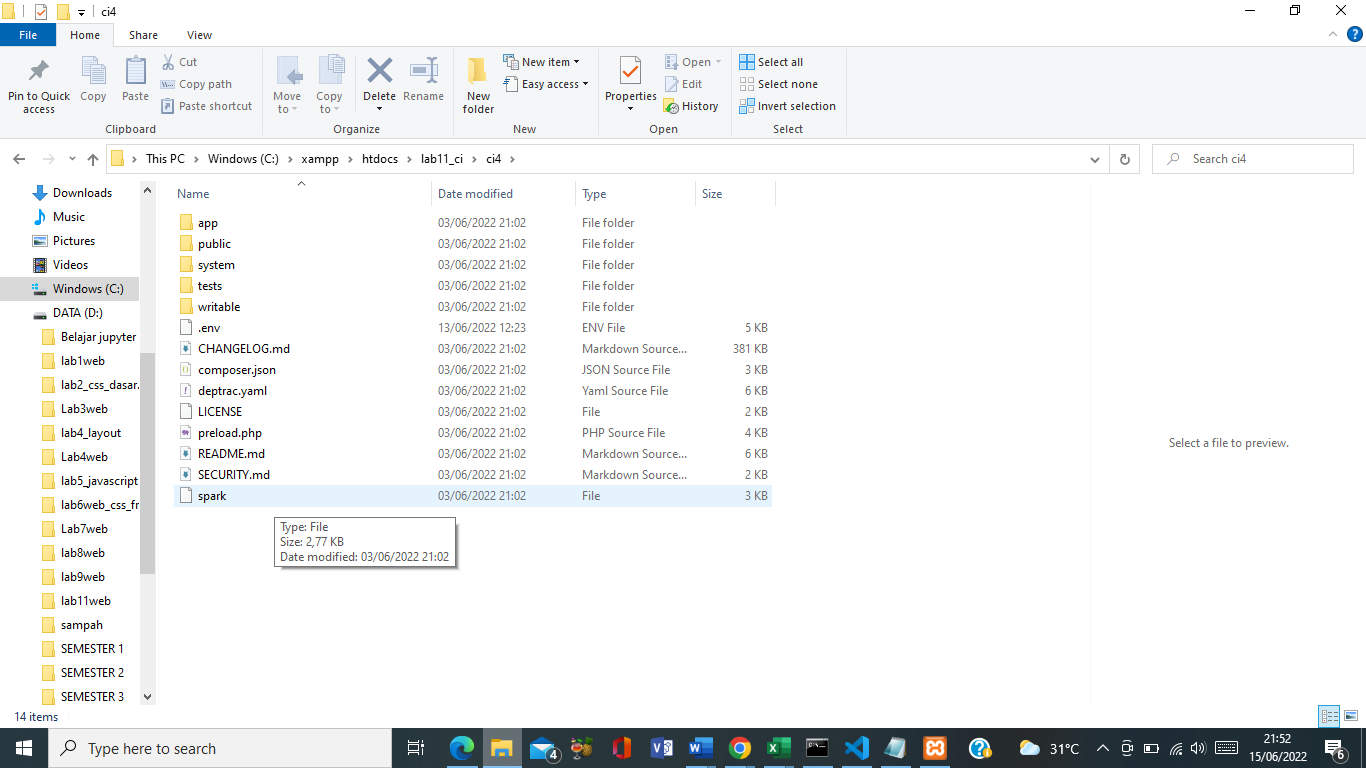 ci4
File Home Share View
Pin to Quick access
Copy
Paste
Cut
Copy path
Paste shortcut
Clipboard
Move to
Copy to
Delete
Rename
Organize
New folder
New item
Easy access
New
Properties
Open
Edit
History
Open
Select all
Select none
Invert selection
Select
This PC > Windows (C:) > xampp > htdocs > lab11_ci > ci4 >
Search ci4
Downloads
Music
Pictures
Videos
Windows (C:)
DATA (D:)
Belajar jupyter
lab1web
lab2_css_dasar.
Lab3web
lab4_layout
Lab4web
lab5_javascript
lab6web_css_fr
Lab7web
lab8web
lab9web
lab11web
sampah
SEMESTER 1
SEMESTER 2
SEMESTER 3
Name Date modified Type Size
app 03/06/2022 21:02 File folder
public 03/06/2022 21:02 File folder
system 03/06/2022 21:02 File folder
tests 03/06/2022 21:02 File folder
writable 03/06/2022 21:02 File folder
.env 13/06/2022 12:23 ENV File 5 KB
CHANGELOG.md 03/06/2022 21:02 Markdown Source... 381 KB
composer.json 03/06/2022 21:02 JSON Source File 3 KB
deptrac.yaml 03/06/2022 21:02 Yaml Source File 6 KB
LICENSE 03/06/2022 21:02 File 2 KB
preload.php 03/06/2022 21:02 PHP Source File 4 KB
README.md 03/06/2022 21:02 Markdown Source... 6 KB
SECURITY.md 03/06/2022 21:02 Markdown Source... 2 KB
spark 03/06/2022 21:02 File 3 KB
Type: File
Size: 2,77 KB
Date modified: 03/06/2022 21:02
Select a file to preview.
14 items
Type here to search
4
31°C
21:52
15/06/2022
6